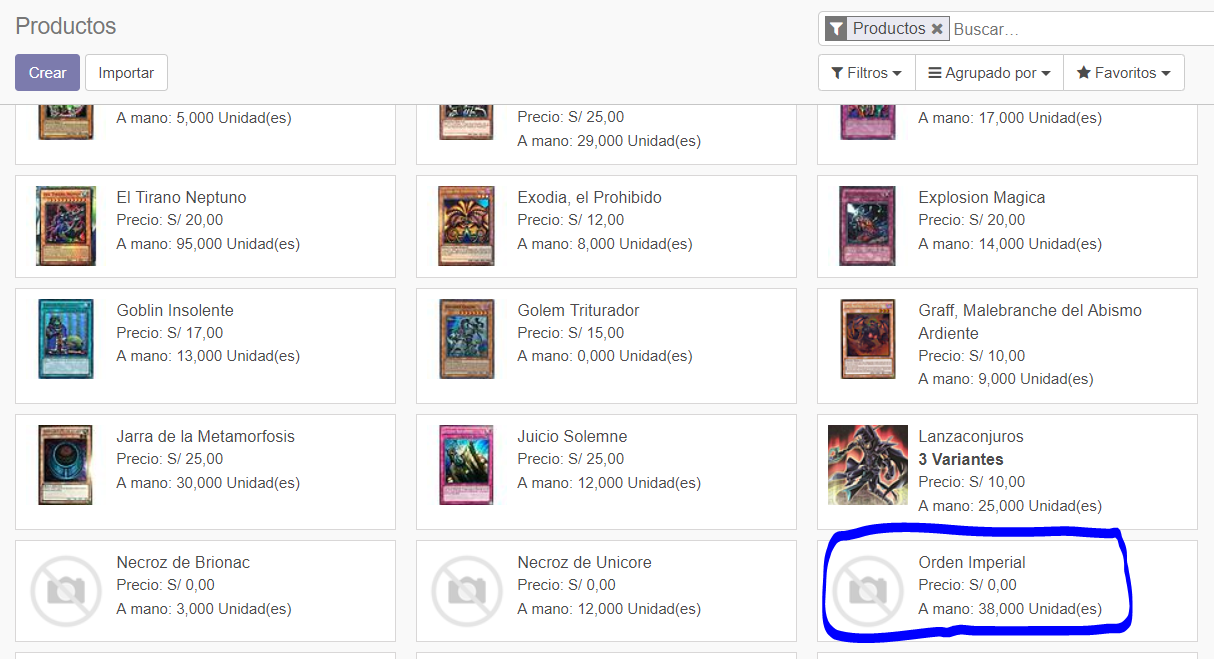 Productos
Productos ✖ Buscar...
Crear
Importar
Filtros
Agrupado por
Favoritos
A mano: 5,000 Unidad(es)
Precio: S/ 25,00
A mano: 29,000 Unidad(es)
A mano: 17,000 Unidad(es)
El Tirano Neptuno
Precio: S/ 20,00
A mano: 95,000 Unidad(es)
Exodia, el Prohibido
Precio: S/ 12,00
A mano: 8,000 Unidad(es)
Explosion Magica
Precio: S/ 20,00
A mano: 14,000 Unidad(es)
Goblin Insolente
Precio: S/ 17,00
A mano: 13,000 Unidad(es)
Golem Triturador
Precio: S/ 15,00
A mano: 0,000 Unidad(es)
Graff, Malebranche del Abismo
Ardiente
Precio: S/ 10,00
A mano: 9,000 Unidad(es)
Jarra de la Metamorfosis
Precio: S/ 25,00
A mano: 30,000 Unidad(es)
Juicio Solemne
Precio: S/ 25,00
A mano: 12,000 Unidad(es)
Lanzaconjuros
3 Variantes
Precio: S/ 10,00
A mano: 25,000 Unidad(es)
Necroz de Brionac
Precio: S/ 0,00
A mano: 3,000 Unidad(es)
Necroz de Unicore
Precio: S/ 0,00
A mano: 12,000 Unidad(es)
Orden Imperial
Precio: S/ 0,00
A mano: 38,000 Unidad(es)